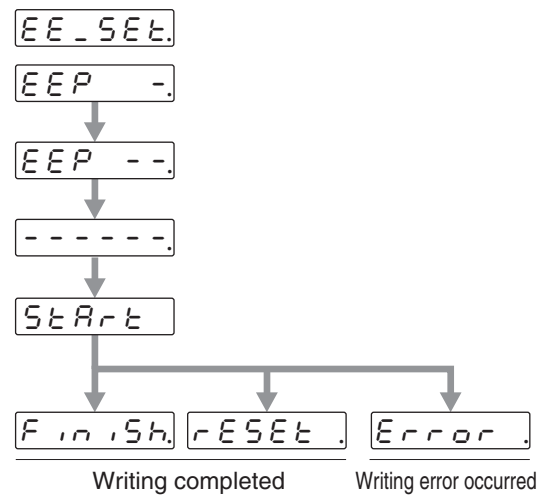 EE_SEt.
EEP -.
EEP --.
------.
StArt
FiniSh. rESEt . Error .
Writing completed Writing error occurred